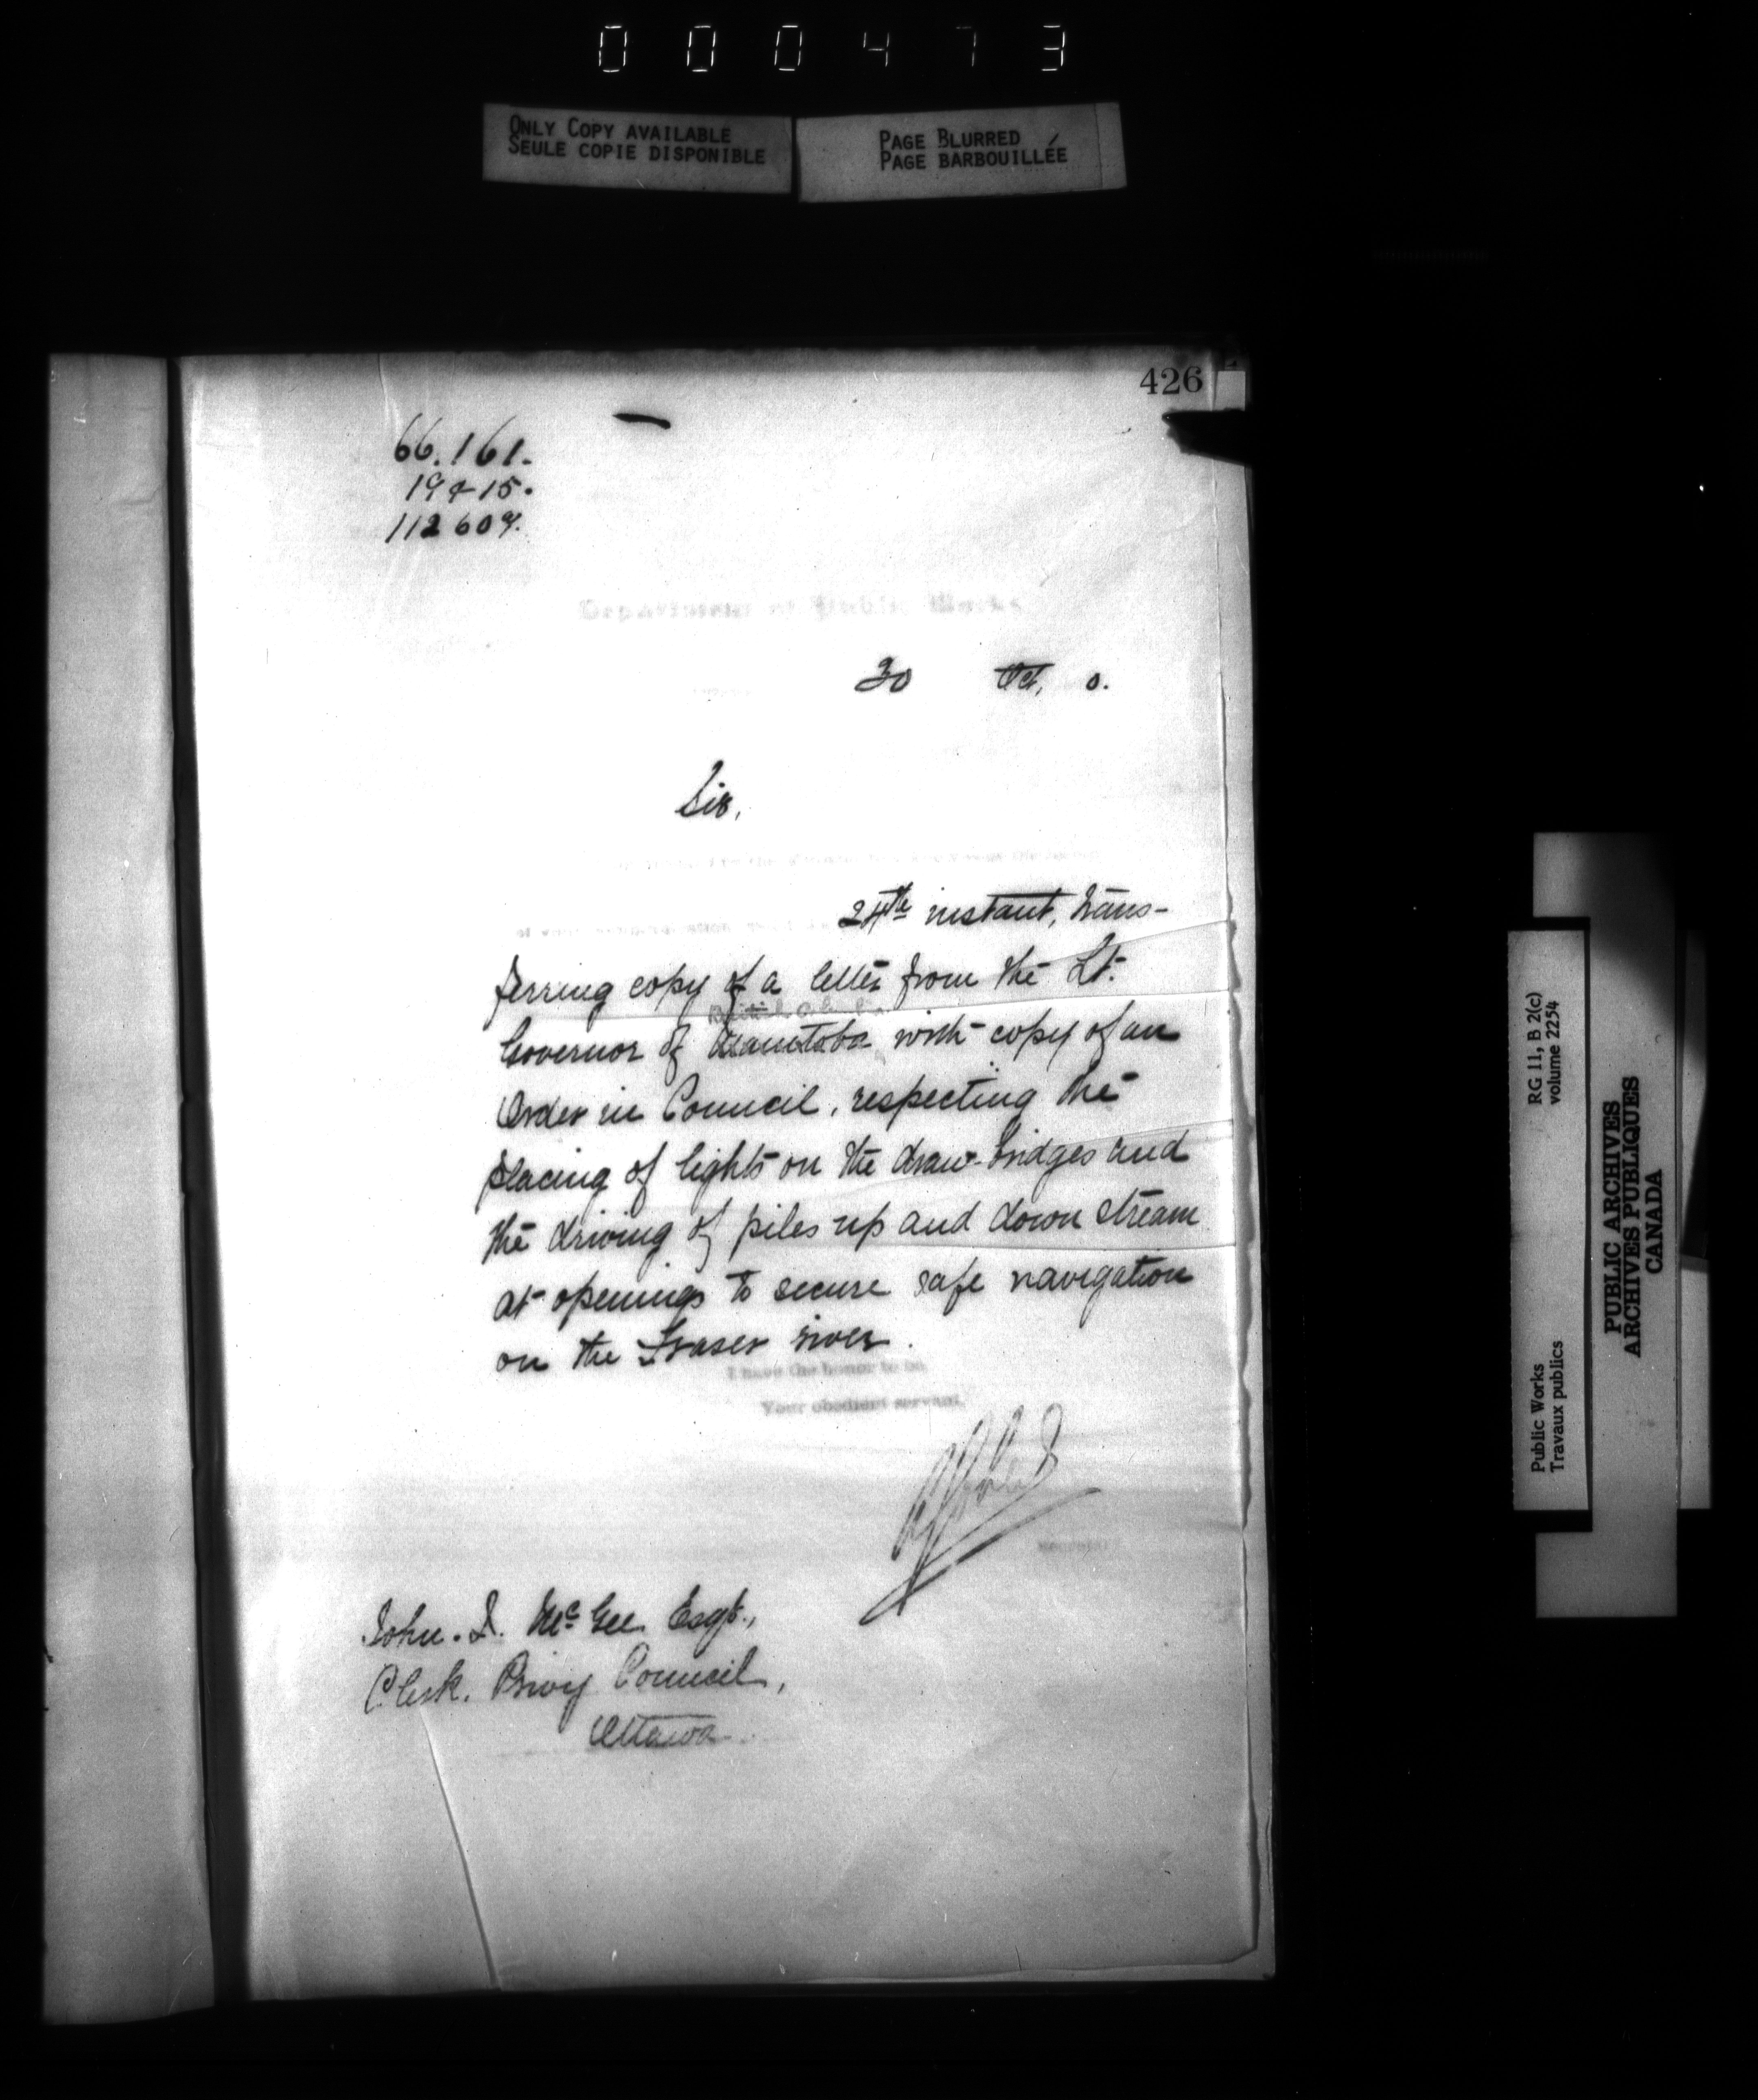 000473
ONLY COPY AVAILABLE
SEULE COPIE DISPONIBLE
PAGE BLURRED
PAGE BARBOUILLÉE
426
66.161.
19415.
112609.
Department of Public Works
30 Oct. 0.
Sir,
24th instant, trans-
ferring copy of a letter from the Lt.
British Columbia
Governor of Manitoba with copy of an
Order in Council, respecting the
placing of lights on the draw-bridges and
the driving of piles up and down stream
at openings to secure safe navigation
on the Fraser river.
I have the honor to be,
Your obedient servant,
Secretary
John. J. McGee Esqr.,
Clerk. Privy Council,
Ottawa
RG 11, B 2(c)
volume 2254
Public Works
Travaux publics
PUBLIC ARCHIVES
ARCHIVES PUBLIQUES
CANADA